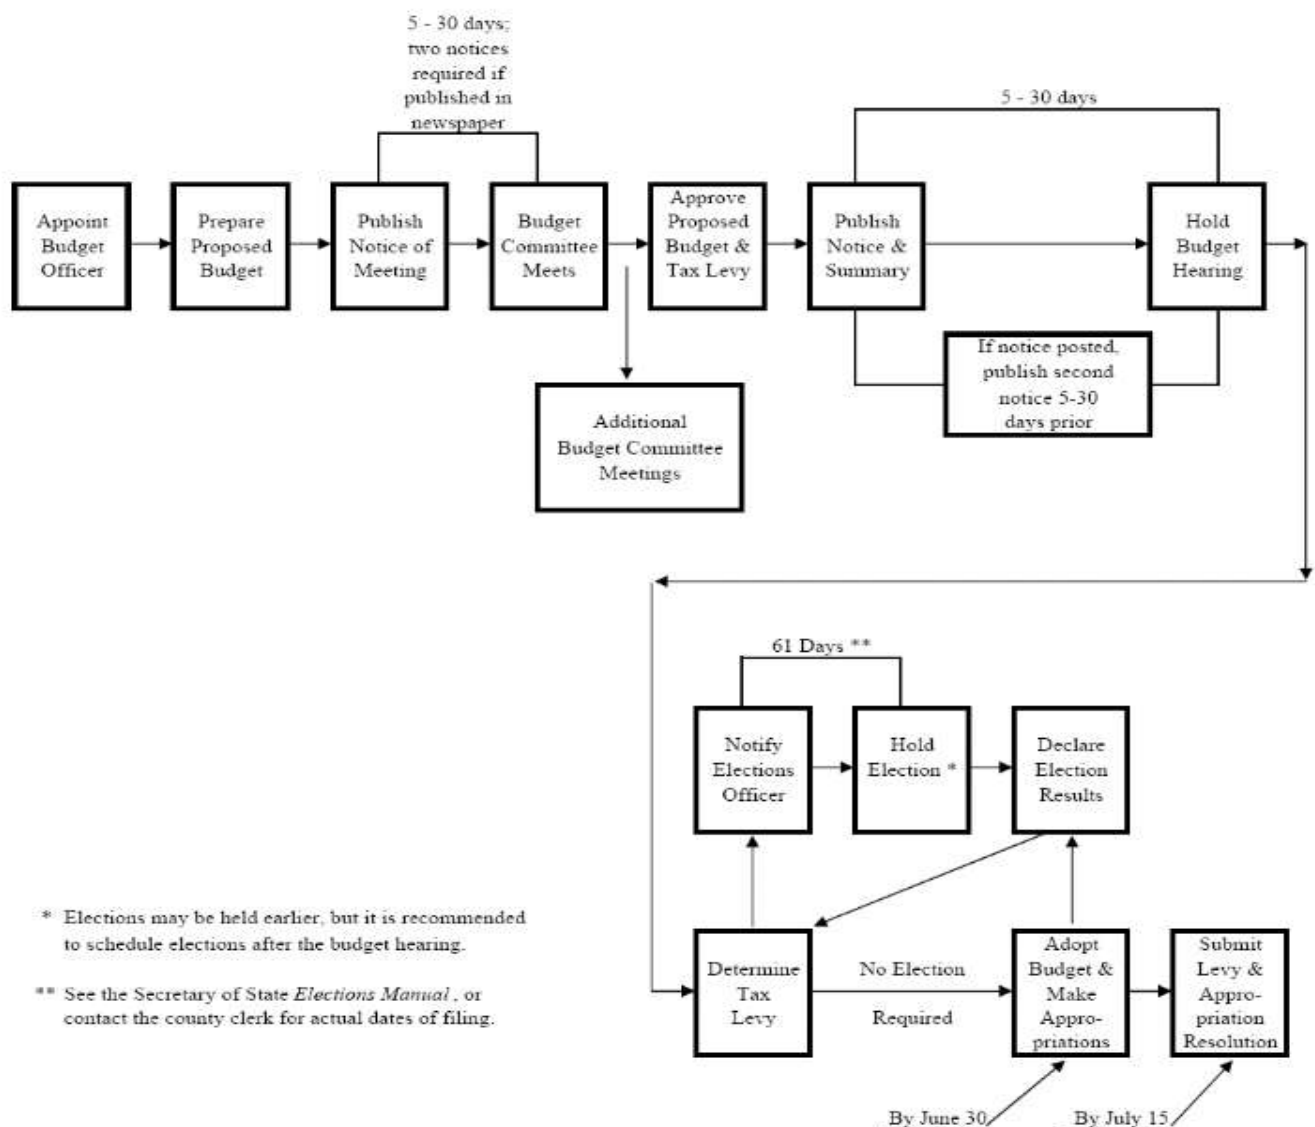 5 - 30 days;
two notices
required if
published in
newspaper
5 - 30 days
Appoint
Budget
Officer
Prepare
Proposed
Budget
Publish
Notice of
Meeting
Budget
Committee
Meets
Approve
Proposed
Budget &
Tax Levy
Publish
Notice &
Summary
Hold
Budget
Hearing
If notice posted,
publish second
notice 5-30
days prior
Additional
Budget Committee
Meetings
61 Days **
Notify
Elections
Officer
Hold
Election *
Declare
Election
Results
* Elections may be held earlier, but it is recommended
to schedule elections after the budget hearing.
** See the Secretary of State Elections Manual , or
contact the county clerk for actual dates of filing.
Determine
Tax
Levy
No Election
Required
Adopt
Budget &
Make
Appro-
priations
Submit
Levy &
Appro-
priation
Resolution
By June 30
By July 15